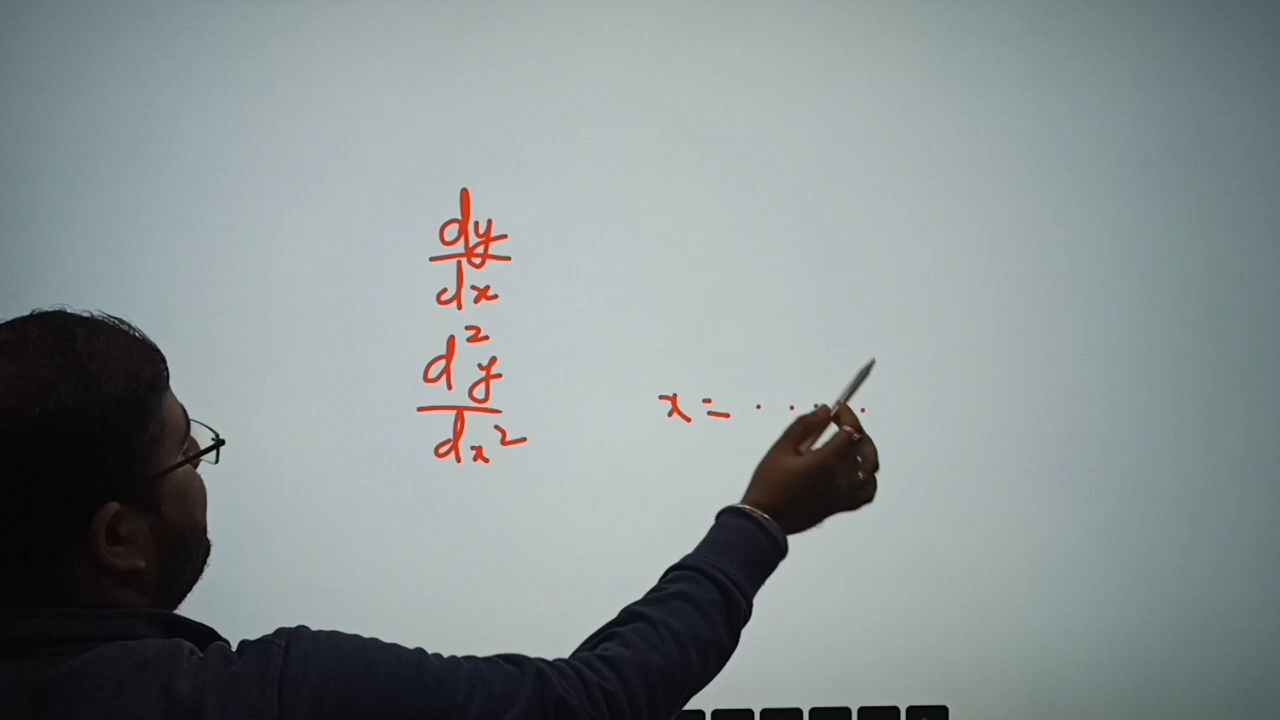 dy
dx
d²y
dx²
x = . . . .